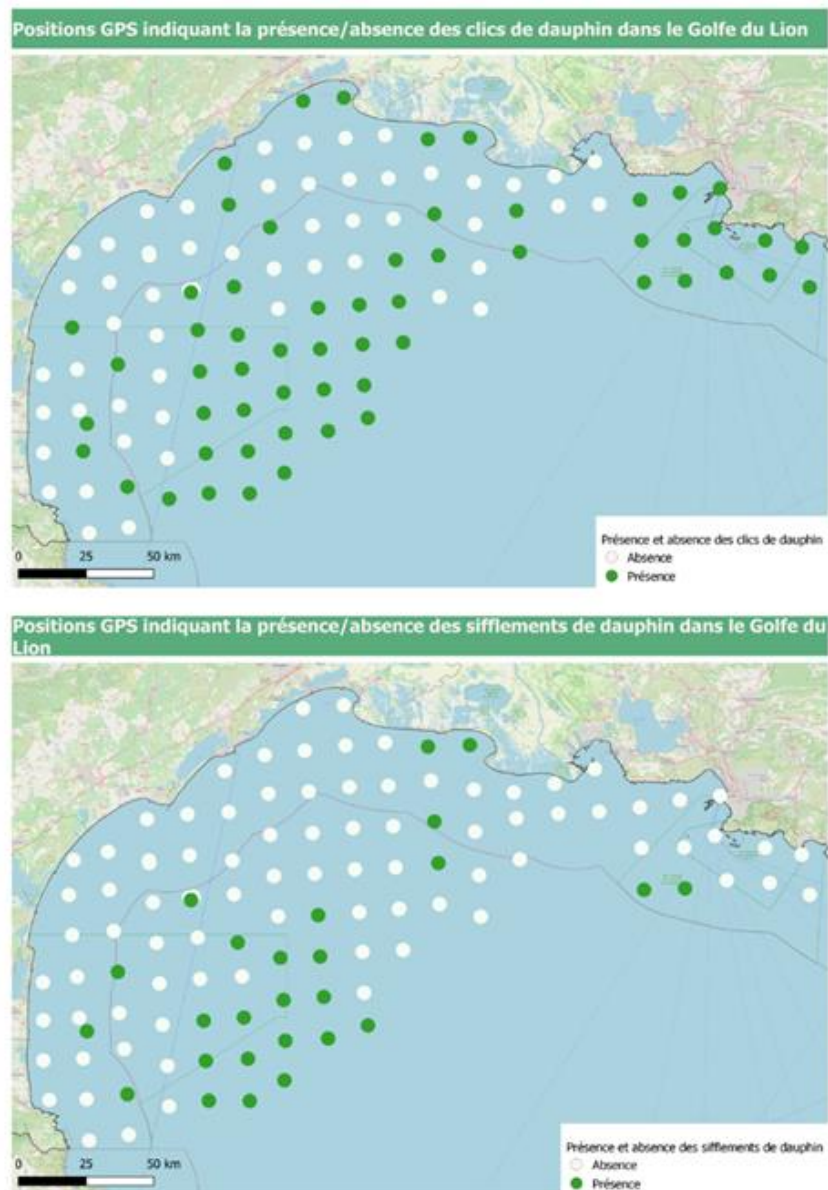 Positions GPS indiquant la présence/absence des clics de dauphin dans le Golfe du Lion
Présence et absence des clics de dauphin
Absence
Présence
0 25 50 km
Positions GPS indiquant la présence/absence des sifflements de dauphin dans le Golfe du
Lion
Présence et absence des sifflements de dauphin
Absence
Présence
0 25 50 km